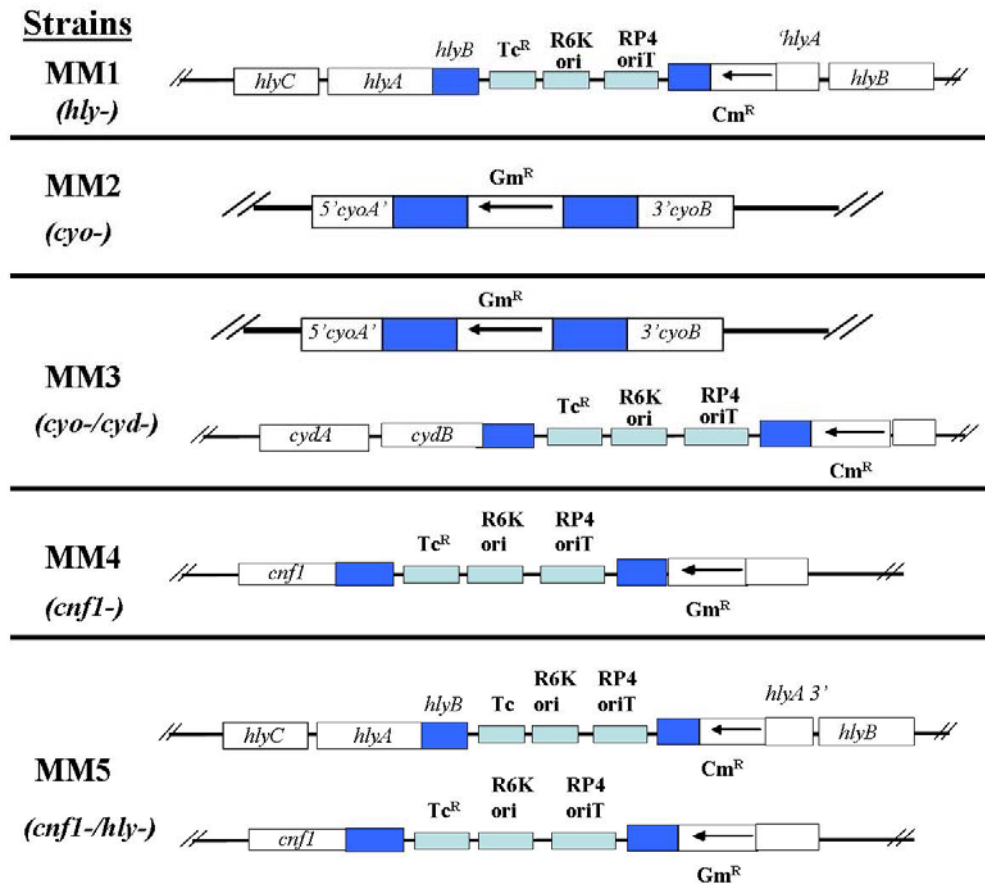 Strains
MM1
(hly-)
hlyB TcR R6K ori RP4 oriT 'hlyA
hlyC hlyA hlyB
CmR
MM2
(cyo-)
GmR
5'cyoA' 3'cyoB
MM3
(cyo-/cyd-)
GmR
5'cyoA' 3'cyoB
TcR R6K ori RP4 oriT
cydA cydB
CmR
MM4
(cnf1-)
TcR R6K ori RP4 oriT
cnf1
GmR
MM5
(cnf1-/hly-)
hlyB Tc R6K ori RP4 oriT hlyA 3'
hlyC hlyA hlyB
CmR
TcR R6K ori RP4 oriT
cnf1
GmR